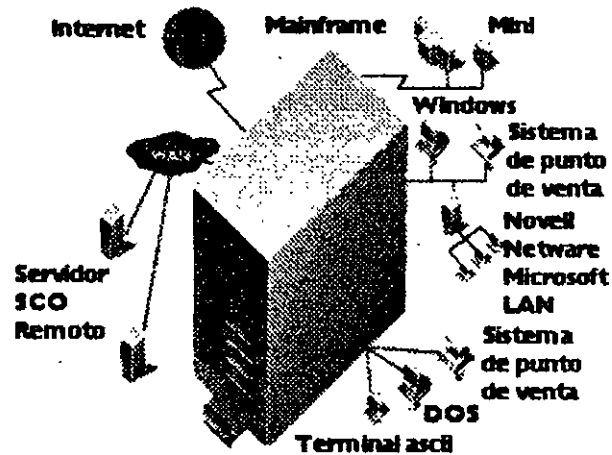 Internet
Mainframe
Mini
Windows
Sistema
de punto
de venta
Novell
Netware
Microsoft
LAN
Servidor
SCO
Remoto
Sistema
de punto
de venta
DOS
Terminal ascii